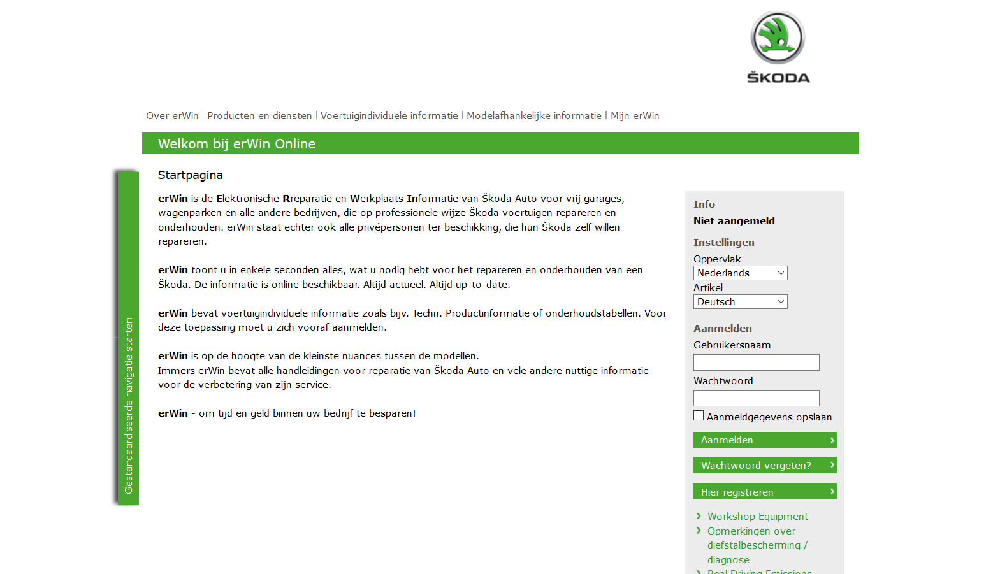 ŠKODA
Over erWin | Producten en diensten | Voertuigindividuele informatie | Modelafhankelijke informatie | Mijn erWin
Welkom bij erWin Online
Gestandaardiseerde navigatie starten
Startpagina
erWin is de Elektronische Rreparatie en Werkplaats Informatie van Škoda Auto voor vrij garages,
wagenparken en alle andere bedrijven, die op professionele wijze Škoda voertuigen repareren en
onderhouden. erWin staat echter ook alle privépersonen ter beschikking, die hun Škoda zelf willen
repareren.
erWin toont u in enkele seconden alles, wat u nodig hebt voor het repareren en onderhouden van een
Škoda. De informatie is online beschikbaar. Altijd actueel. Altijd up-to-date.
erWin bevat voertuigindividuele informatie zoals bijv. Techn. Productinformatie of onderhoudstabellen. Voor
deze toepassing moet u zich vooraf aanmelden.
erWin is op de hoogte van de kleinste nuances tussen de modellen.
Immers erWin bevat alle handleidingen voor reparatie van Škoda Auto en vele andere nuttige informatie
voor de verbetering van zijn service.
erWin - om tijd en geld binnen uw bedrijf te besparen!
Info
Niet aangemeld
Instellingen
Oppervlak
Nederlands
Artikel
Deutsch
Aanmelden
Gebruikersnaam
Wachtwoord
Aanmeldgegevens opslaan
Aanmelden
Wachtwoord vergeten?
Hier registreren
Workshop Equipment
Opmerkingen over
diefstalbescherming /
diagnose
Real Driving Emissions